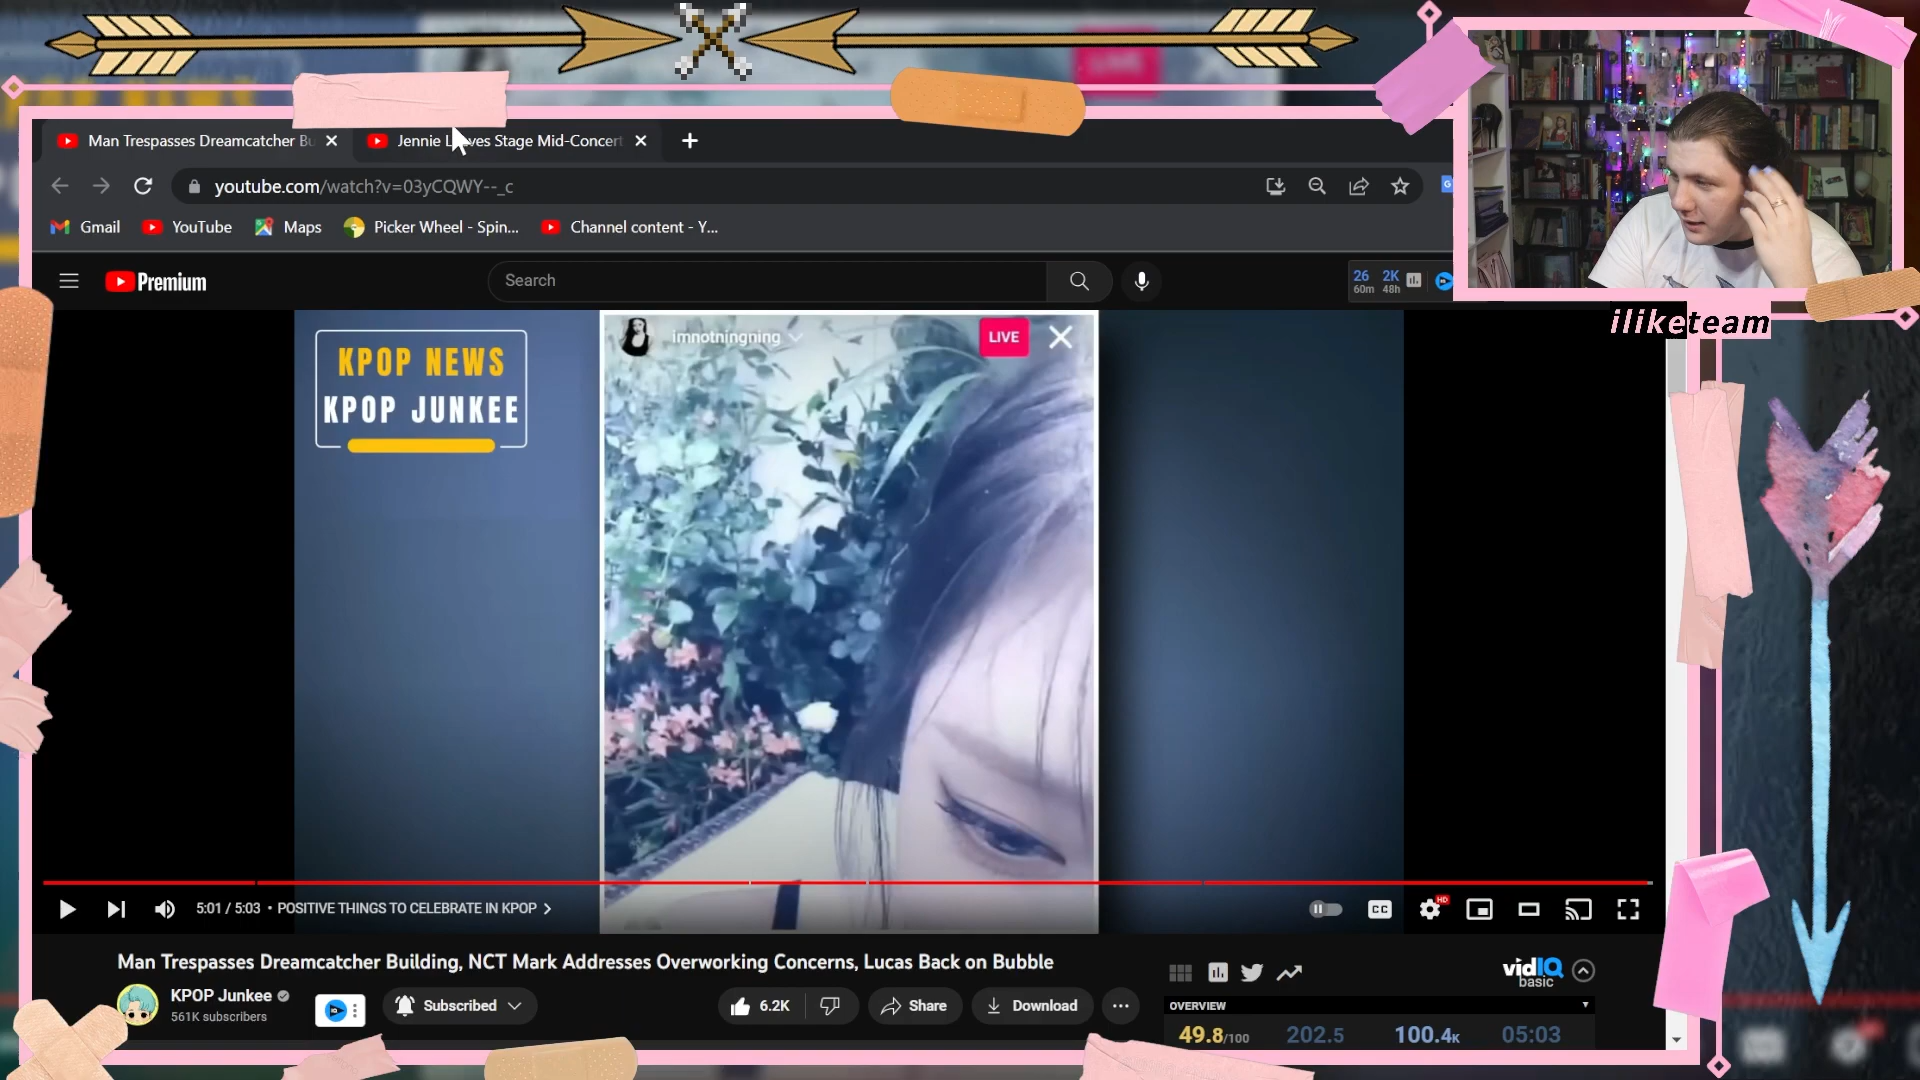 Man Trespasses Dreamcatcher Bu
Jennie L ves Stage Mid-Concert
youtube.com/watch?v=03yCQWY--_c
Gmail
YouTube
Maps
Picker Wheel - Spin...
Channel content - Y...
Premium
Search
26
60m
2K
48h
iliketeam
KPOP NEWS
KPOP JUNKEE
imnotningning
LIVE
5:01 / 5:03 • POSITIVE THINGS TO CELEBRATE IN KPOP
CC
HD
Man Trespasses Dreamcatcher Building, NCT Mark Addresses Overworking Concerns, Lucas Back on Bubble
KPOP Junkee
561K subscribers
Subscribed
6.2K
Share
Download
vidIQ
basic
OVERVIEW
49.8/100
202.5
100.4K
05:03